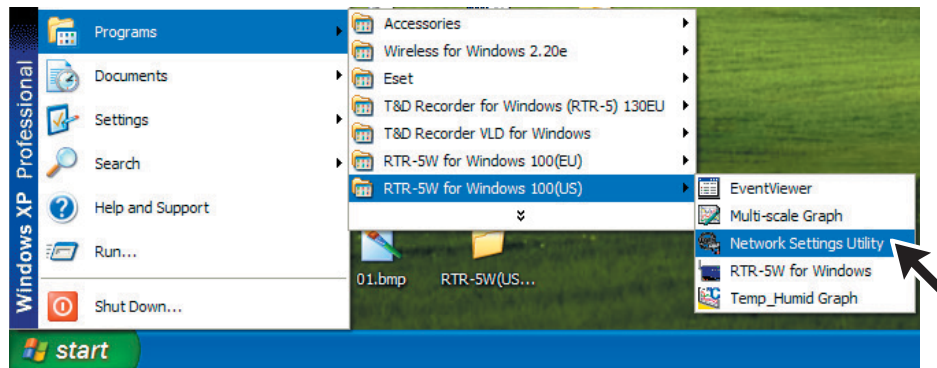 Windows XP Professional
Programs
Documents
Settings
Search
Help and Support
Run...
Shut Down...
Accessories
Wireless for Windows 2.20e
Eset
T&D Recorder for Windows (RTR-5) 130EU
T&D Recorder VLD for Windows
RTR-5W for Windows 100(EU)
RTR-5W for Windows 100(US)
EventViewer
Multi-scale Graph
Network Settings Utility
RTR-5W for Windows
Temp_Humid Graph
01.bmp
RTR-5W(US...
start